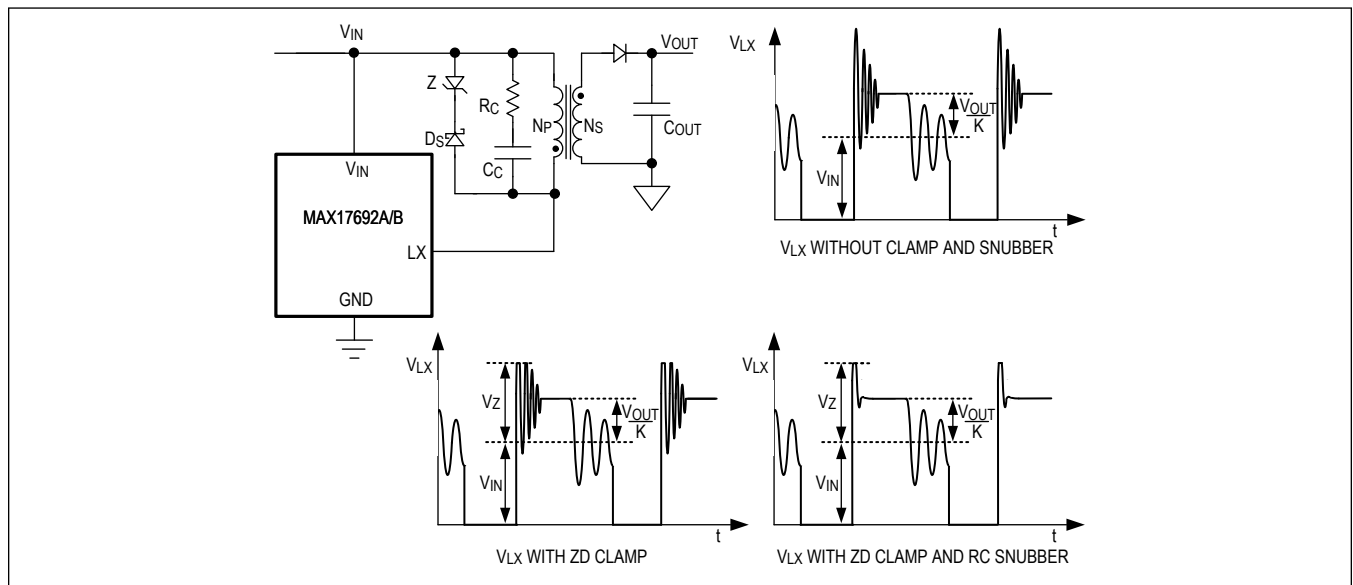 VIN
VOUT
Z
RC
NP
NS
COUT
DS
CC
VIN
MAX17692A/B
LX
GND
VLX
VOUT
K
VIN
t
VLX WITHOUT CLAMP AND SNUBBER
VLX
VZ
VOUT
K
VIN
t
VLX WITH ZD CLAMP
VLX
VZ
VOUT
K
VIN
t
VLX WITH ZD CLAMP AND RC SNUBBER